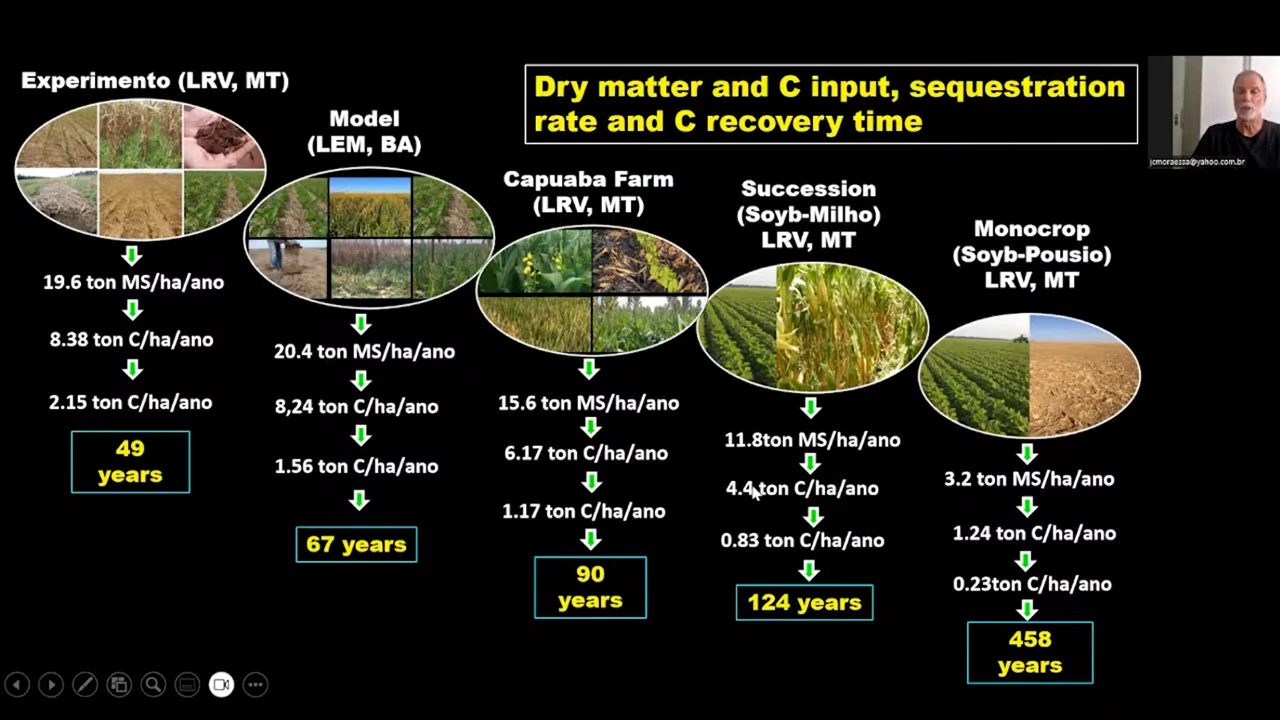 Experimento (LRV, MT)
19.6 ton MS/ha/ano
8.38 ton C/ha/ano
2.15 ton C/ha/ano
49
years
Model
(LEM, BA)
20.4 ton MS/ha/ano
8,24 ton C/ha/ano
1.56 ton C/ha/ano
67 years
Dry matter and C input, sequestration
rate and C recovery time
Capuaba Farm
(LRV, MT)
15.6 ton MS/ha/ano
6.17 ton C/ha/ano
1.17 ton C/ha/ano
90
years
Succession
(Soyb-Milho)
LRV, MT
11.8ton MS/ha/ano
4.4 ton C/ha/ano
0.83 ton C/ha/ano
124 years
Monocrop
(Soyb-Pousio)
LRV, MT
3.2 ton MS/ha/ano
1.24 ton C/ha/ano
0.23ton C/ha/ano
458
years
jcmoraessa@yahoo.com.br